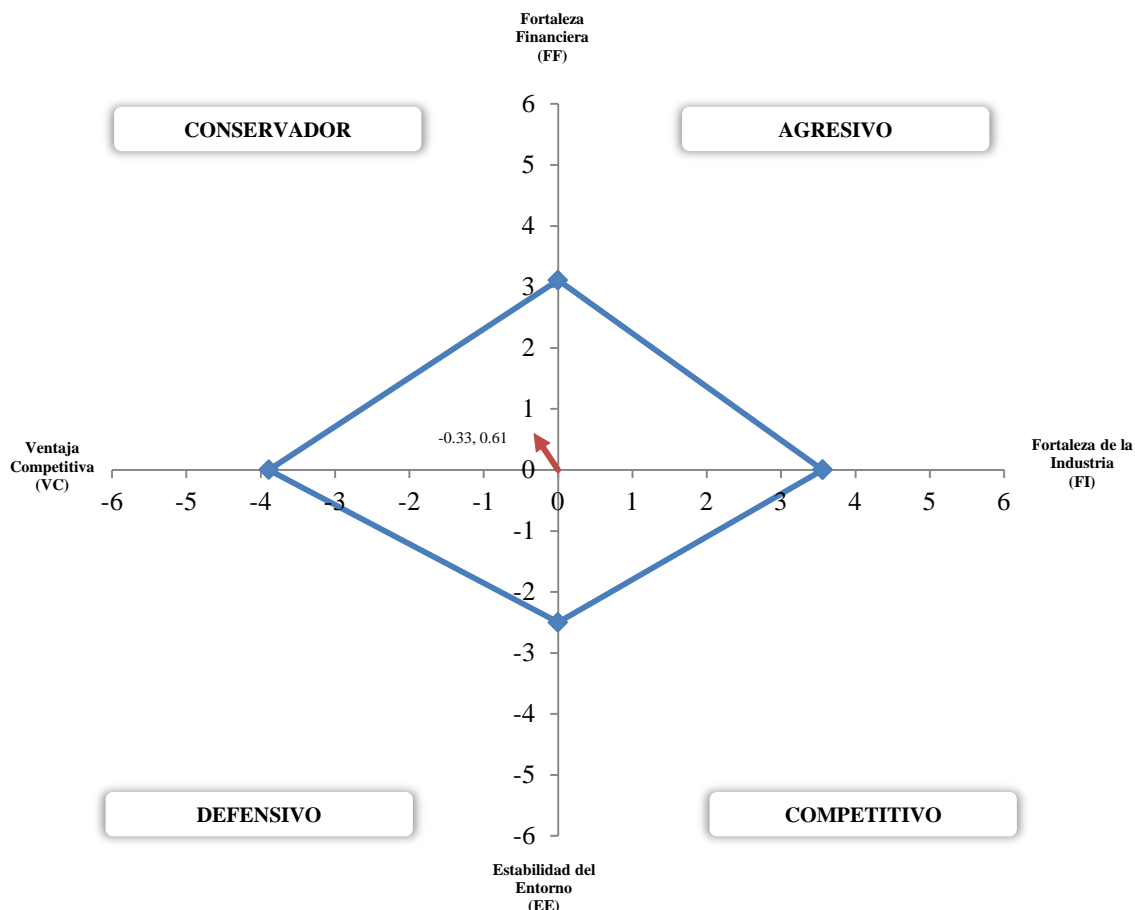 Fortaleza
Financiera
(FF)
CONSERVADOR
AGRESIVO
6
5
4
3
2
1
0
-1
-2
-3
-4
-5
-6
-0.33, 0.61
Ventaja
Competitiva
(VC)
Fortaleza de la
Industria
(FI)
-6 -5 -4 -3 -2 -1 0 1 2 3 4 5 6
DEFENSIVO
COMPETITIVO
Estabilidad del
Entorno
(EE)